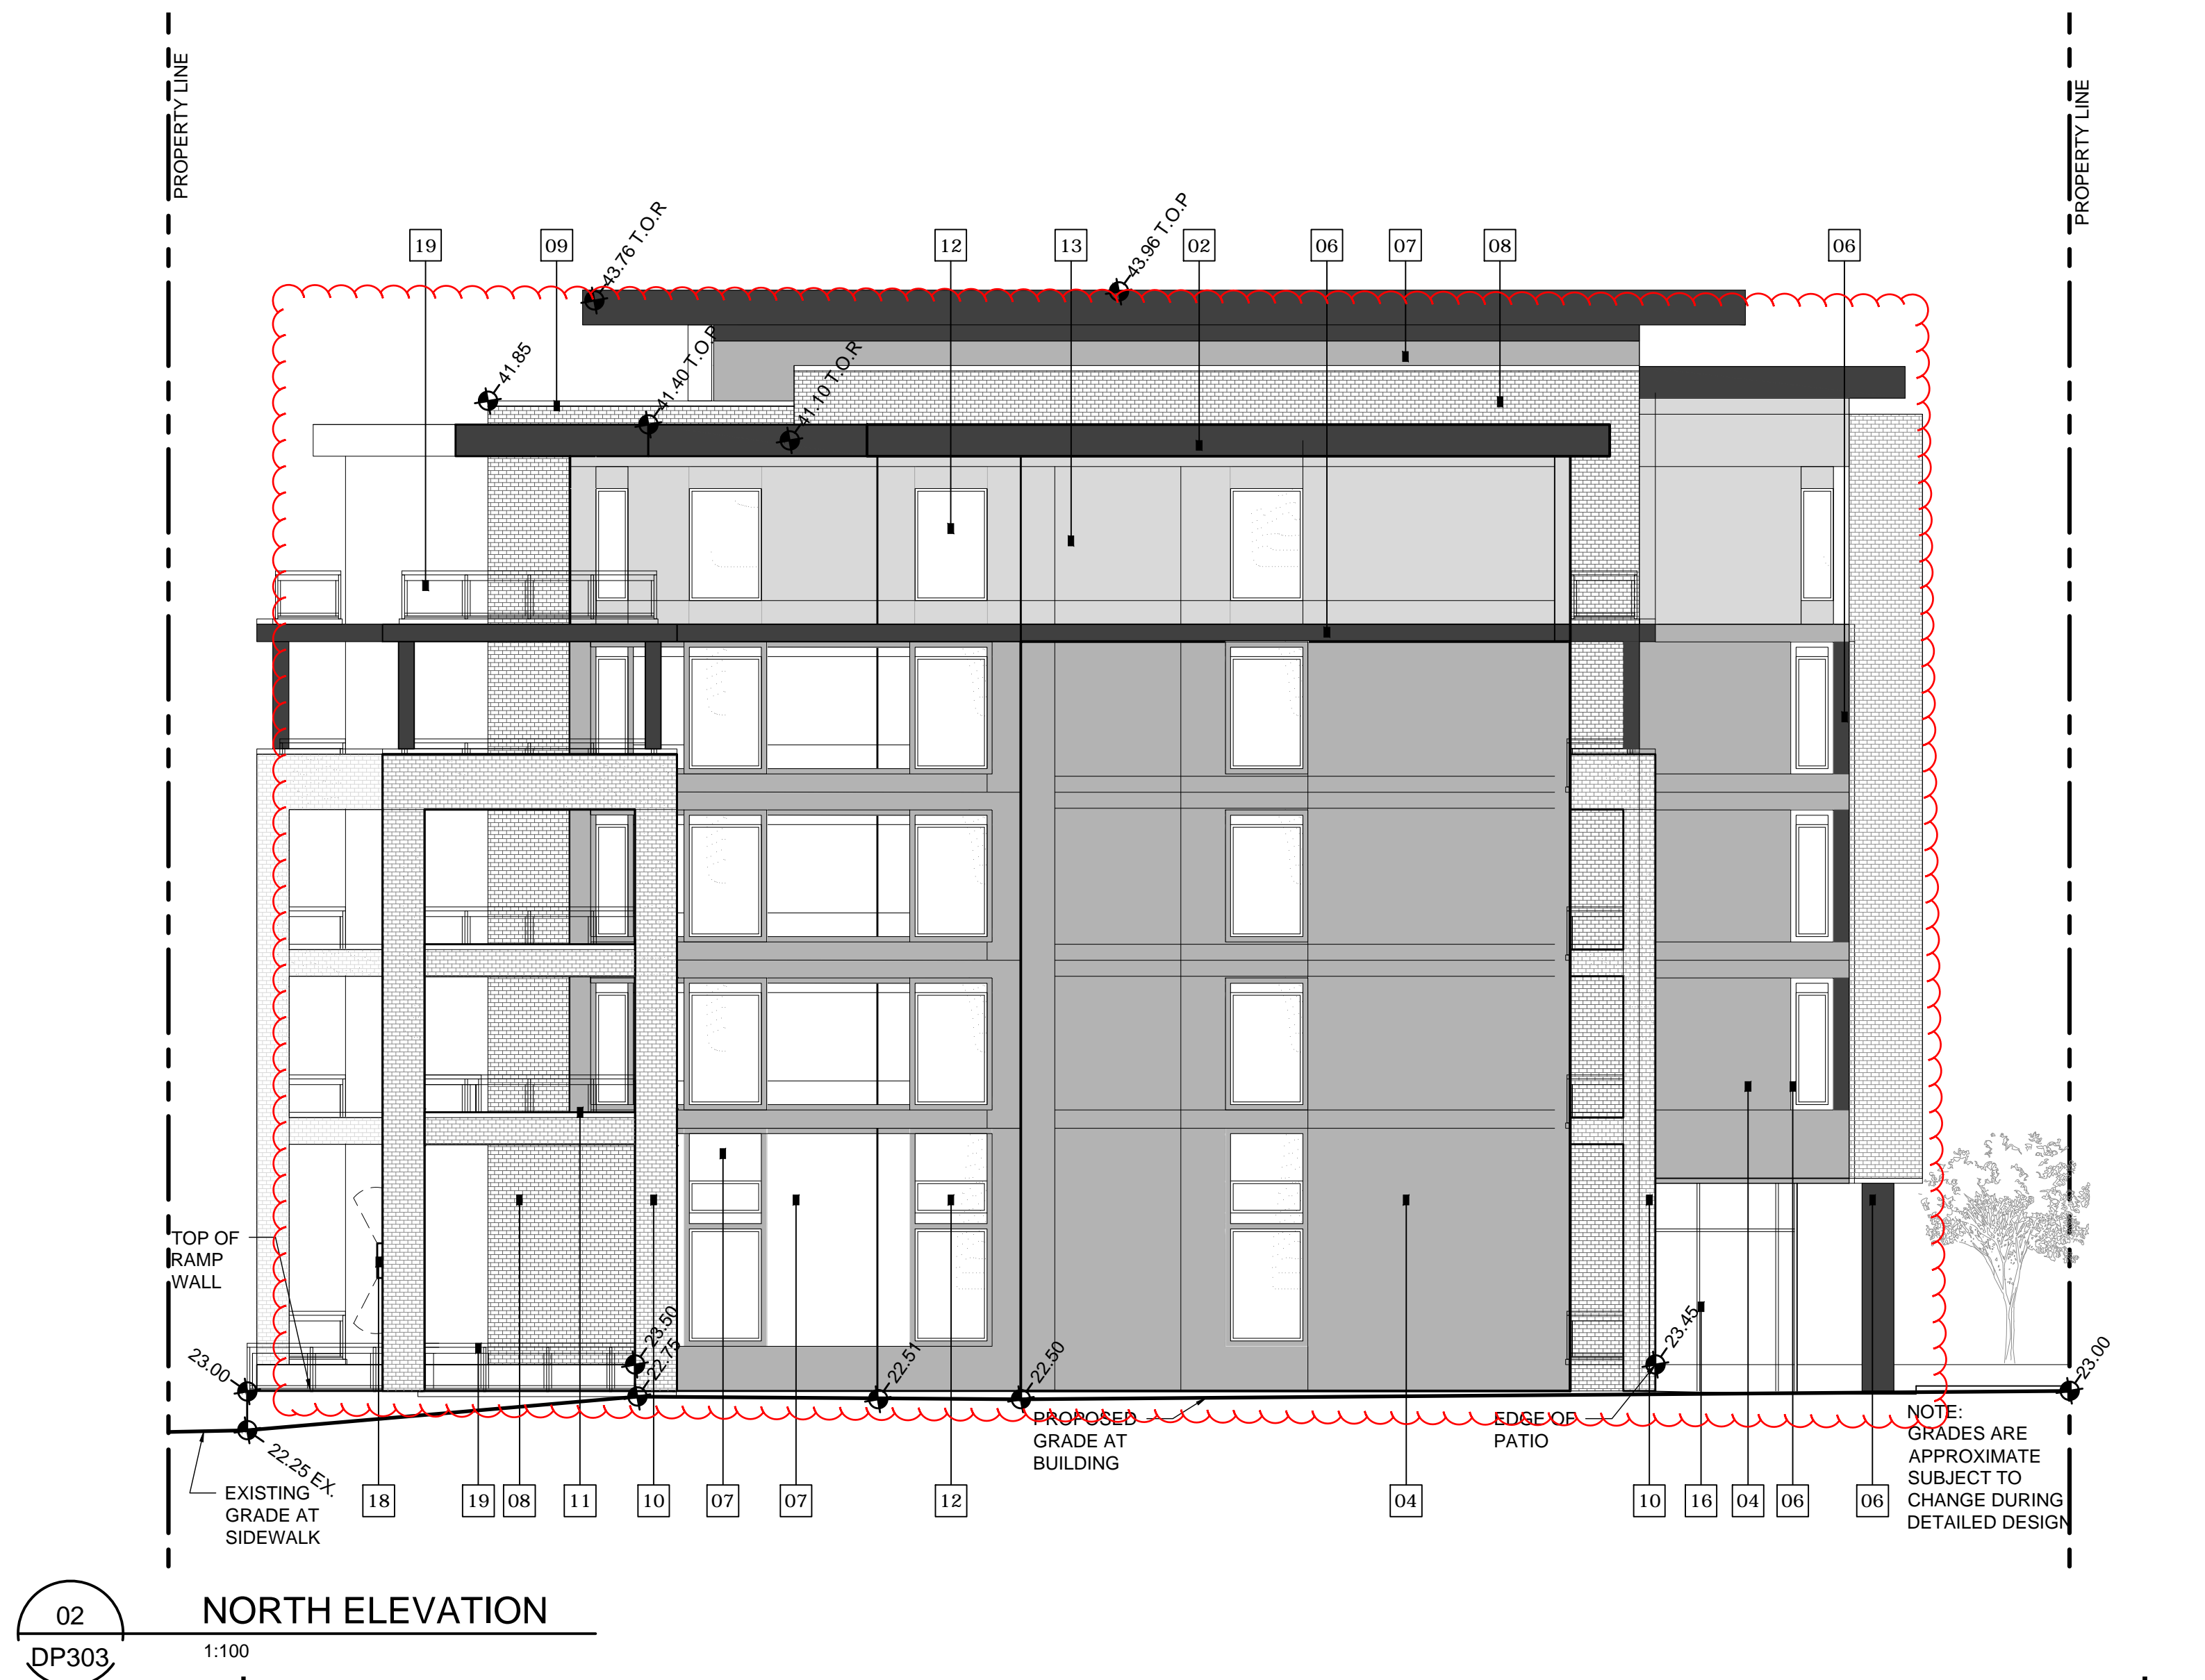 PROPERTY LINE
PROPERTY LINE
19
09
43.76 T.O.R
12
13
43.96 T.O.P
02
06
07
08
06
41.85
41.40 T.O.P
41.10 T.O.R
TOP OF
RAMP
WALL
23.00
23.50
22.75
22.51
22.50
23.45
23.00
22.25 EX.
EXISTING
GRADE AT
SIDEWALK
PROPOSED
GRADE AT
BUILDING
EDGE OF
PATIO
NOTE:
GRADES ARE
APPROXIMATE
SUBJECT TO
CHANGE DURING
DETAILED DESIGN
18
19
08
11
10
07
07
12
04
10
16
04
06
06
02
DP303
NORTH ELEVATION
1:100